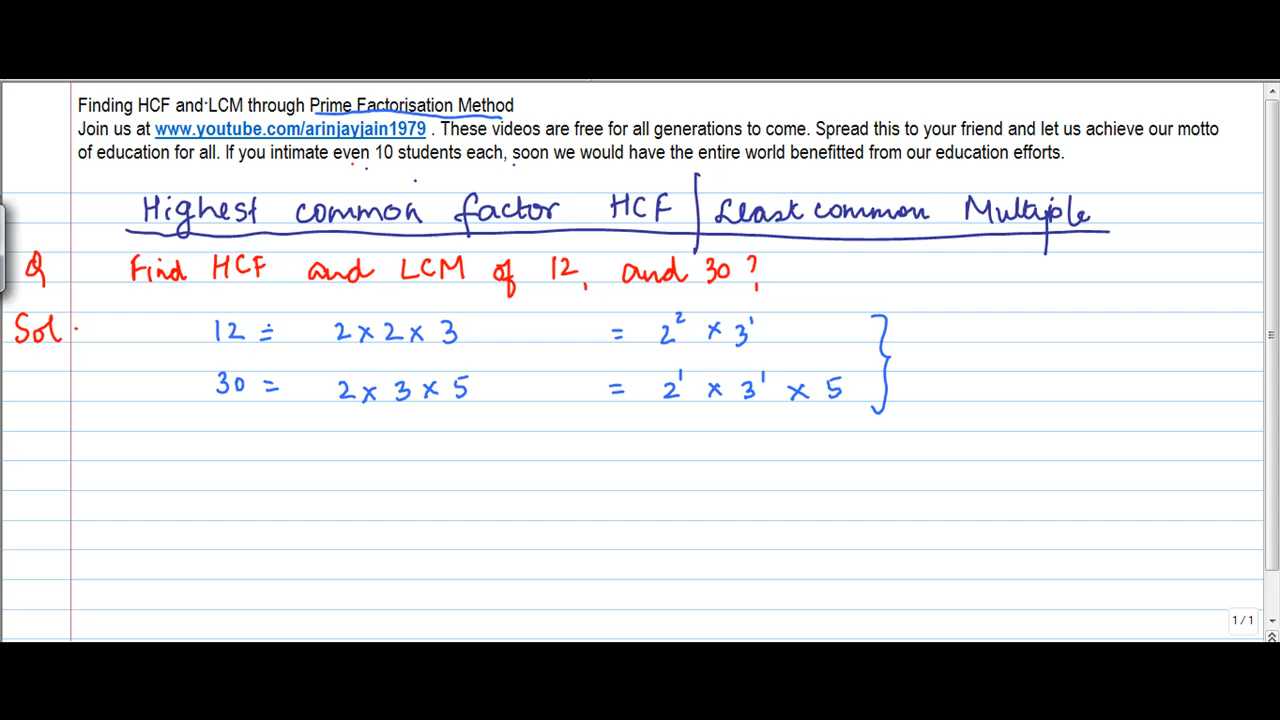 Finding HCF and LCM through Prime Factorisation Method
Join us at www.youtube.com/arinjayjain1979 . These videos are free for all generations to come. Spread this to your friend and let us achieve our motto
of education for all. If you intimate even 10 students each, soon we would have the entire world benefitted from our education efforts.
Highest common factor HCF | Least common Multiple
Q Find HCF and LCM of 12, and 30 ?
Sol. 12 = 2 × 2 × 3 = 2² × 3¹
30 = 2 × 3 × 5 = 2¹ × 3¹ × 5
1 / 1